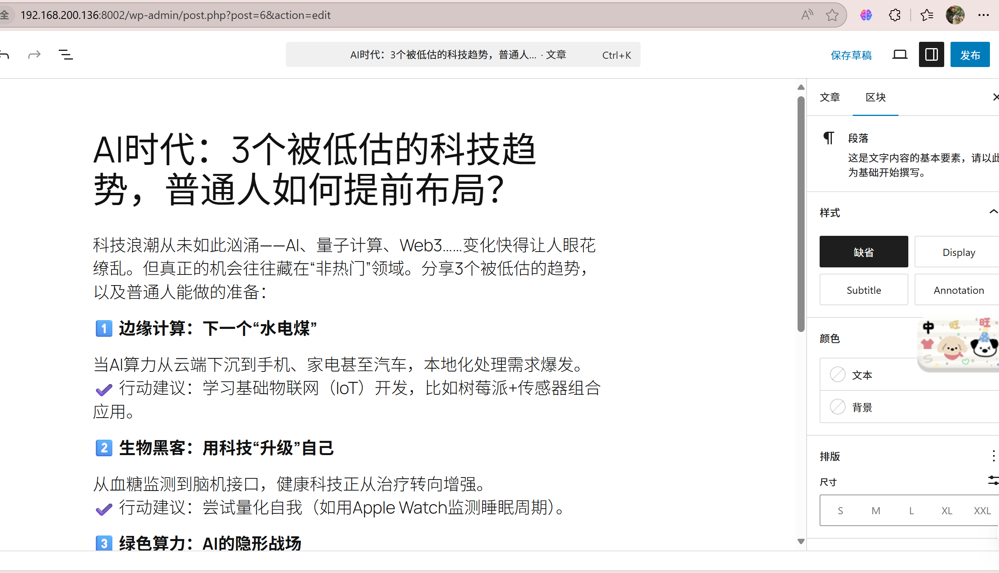 全 192.168.200.136:8002/wp-admin/post.php?post=6&action=edit
AI时代：3个被低估的科技趋势，普通人... · 文章 Ctrl+K
保存草稿
发布
AI时代：3个被低估的科技趋
势，普通人如何提前布局？
科技浪潮从未如此汹涌——AI、量子计算、Web3……变化快得让人眼花
缭乱。但真正的机会往往藏在“非热门”领域。分享3个被低估的趋势，
以及普通人能做的准备：
1 边缘计算：下一个“水电煤”
当AI算力从云端下沉到手机、家电甚至汽车，本地化处理需求爆发。
✔ 行动建议：学习基础物联网（IoT）开发，比如树莓派+传感器组合
应用。
2 生物黑客：用科技“升级”自己
从血糖监测到脑机接口，健康科技正从治疗转向增强。
✔ 行动建议：尝试量化自我（如用Apple Watch监测睡眠周期）。
3 绿色算力：AI的隐形战场
文章 区块
段落
这是文字内容的基本要素，请以此
为基础开始撰写。
样式
缺省 Display
Subtitle Annotation
颜色
中 旺 旺
S
文本
背景
排版
尺寸
S M L XL XXL